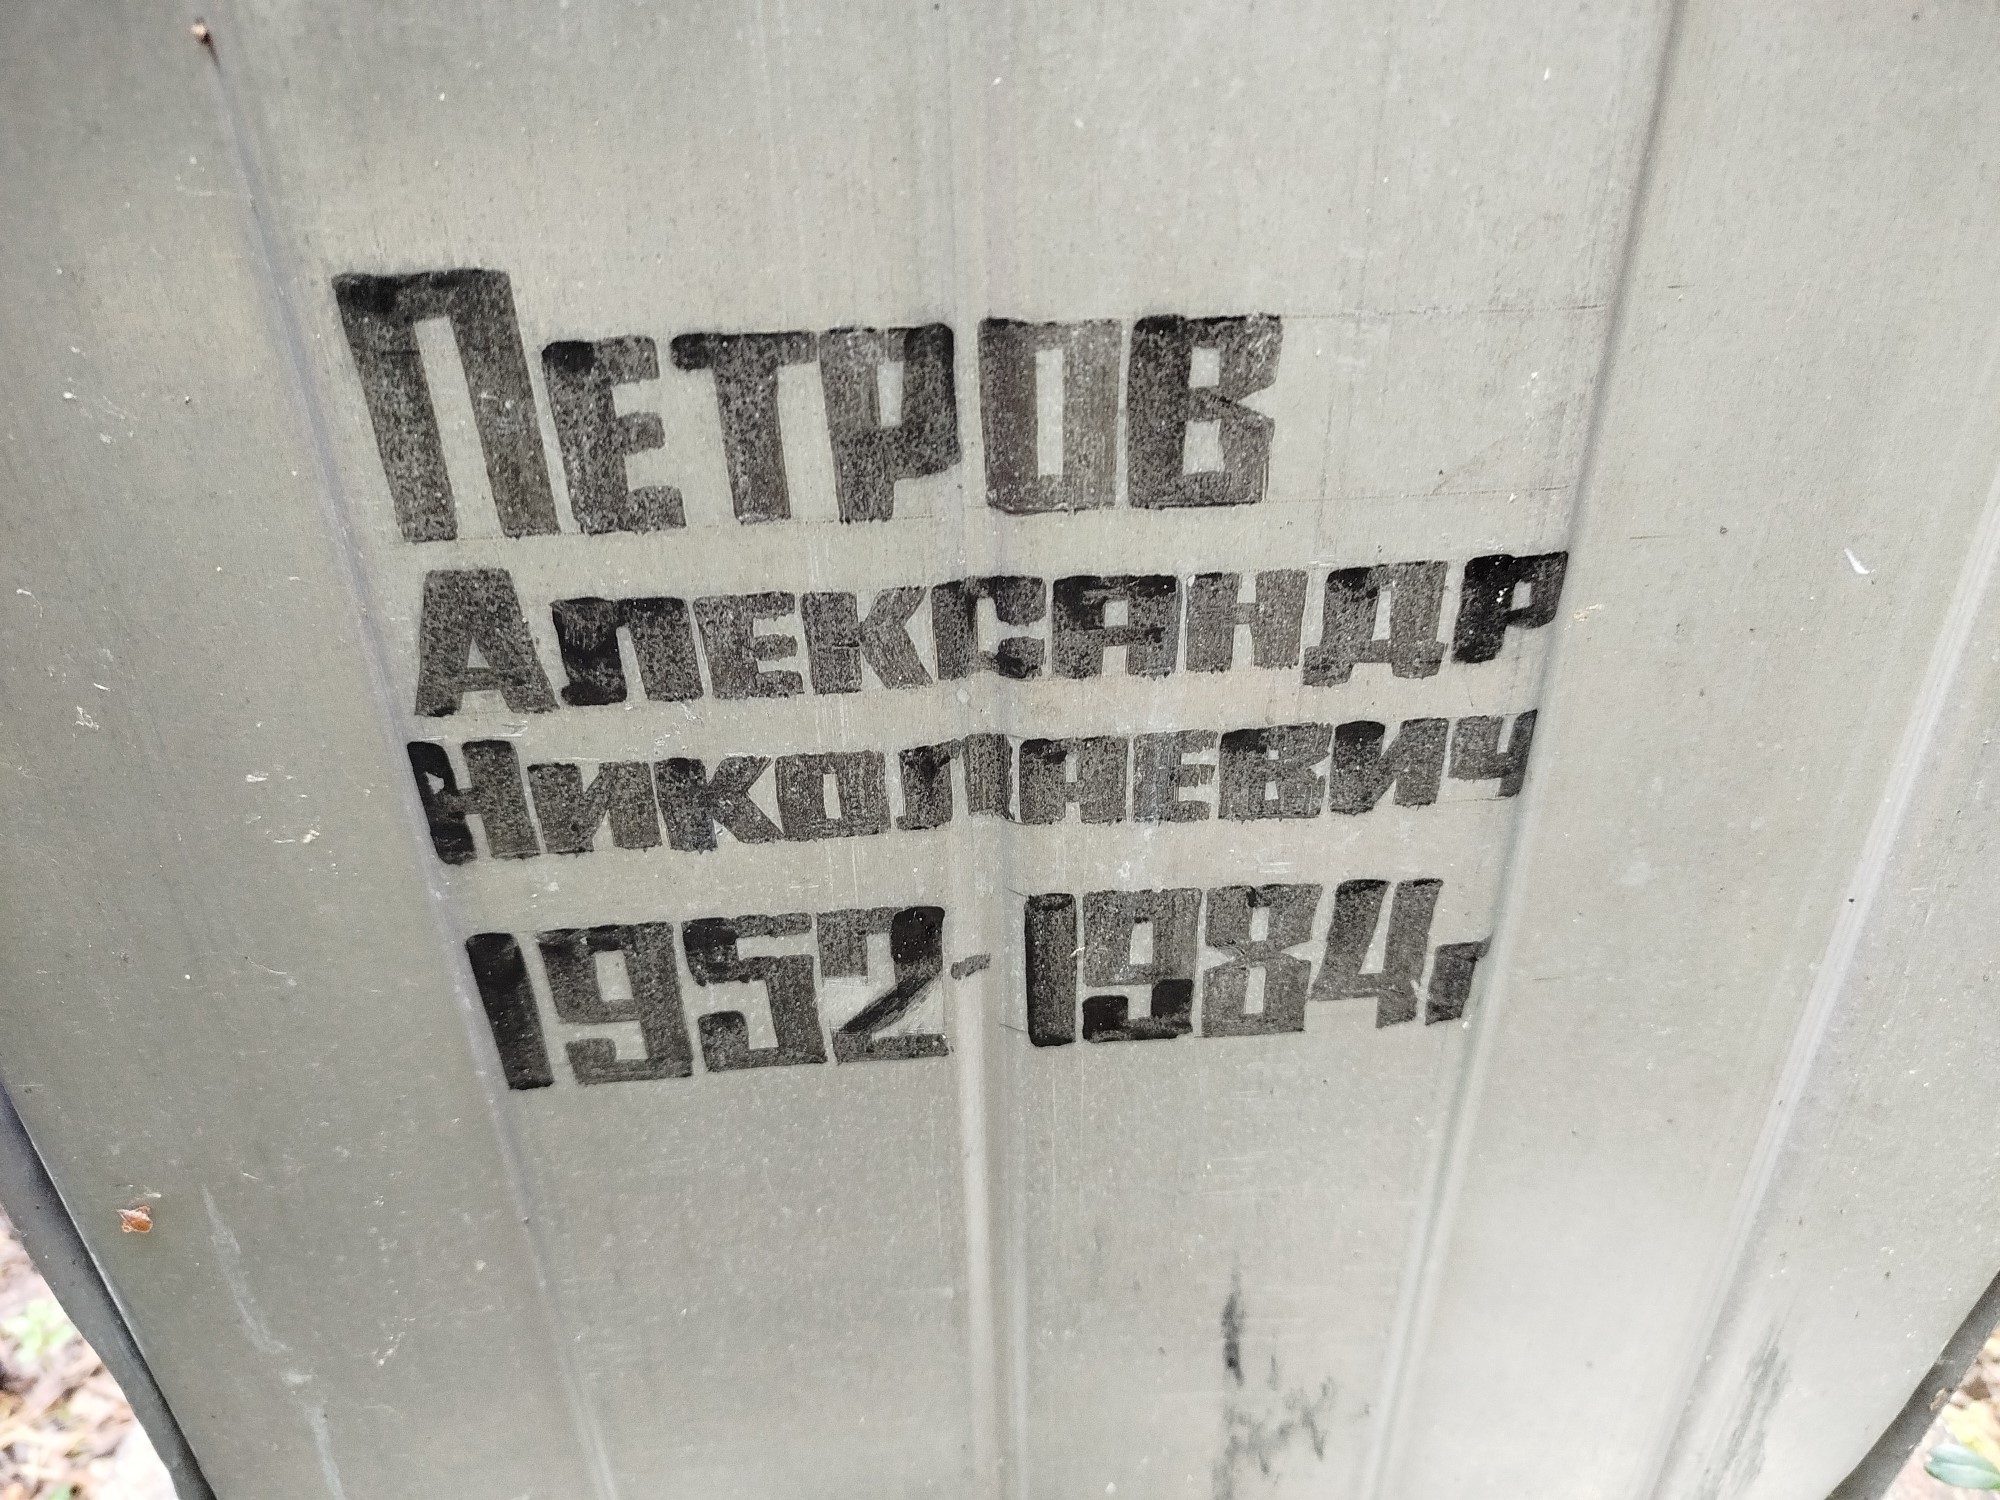 Петров
Александр
Николаевич
1952-1984г